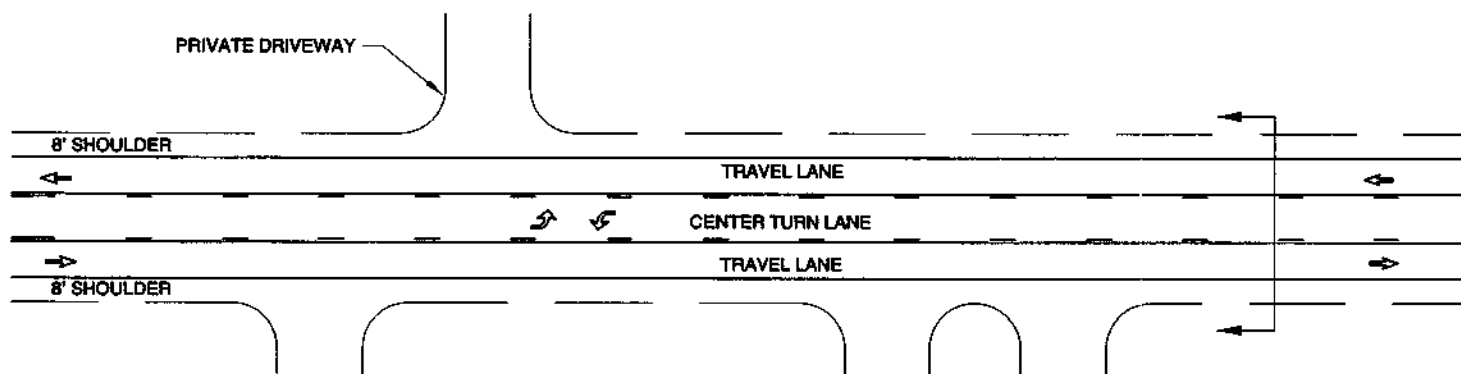 PRIVATE DRIVEWAY
8' SHOULDER
TRAVEL LANE
CENTER TURN LANE
TRAVEL LANE
8' SHOULDER